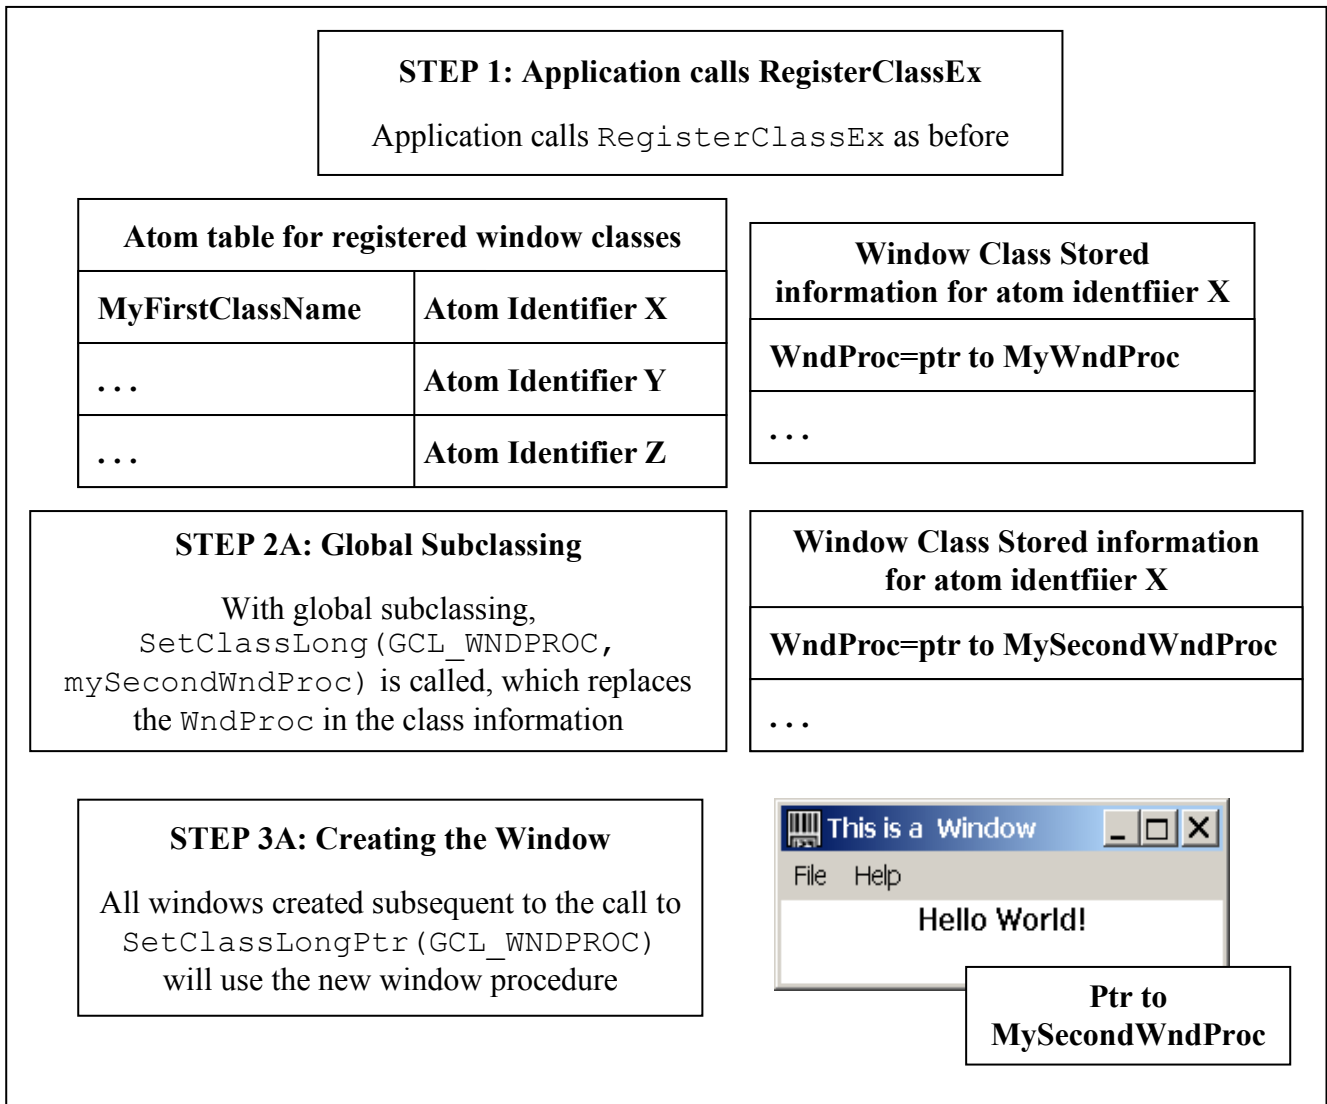 STEP 1: Application calls RegisterClassEx
Application calls RegisterClassEx as before
Atom table for registered window classes
MyFirstClassName Atom Identifier X
. . . Atom Identifier Y
. . . Atom Identifier Z
Window Class Stored
information for atom identfiier X
WndProc=ptr to MyWndProc
. . .
STEP 2A: Global Subclassing
With global subclassing,
SetClassLong(GCL_WNDPROC,
mySecondWndProc) is called, which replaces
the WndProc in the class information
Window Class Stored information
for atom identfiier X
WndProc=ptr to MySecondWndProc
. . .
STEP 3A: Creating the Window
All windows created subsequent to the call to
SetClassLongPtr(GCL_WNDPROC)
will use the new window procedure
This is a Window
File Help
Hello World!
Ptr to
MySecondWndProc